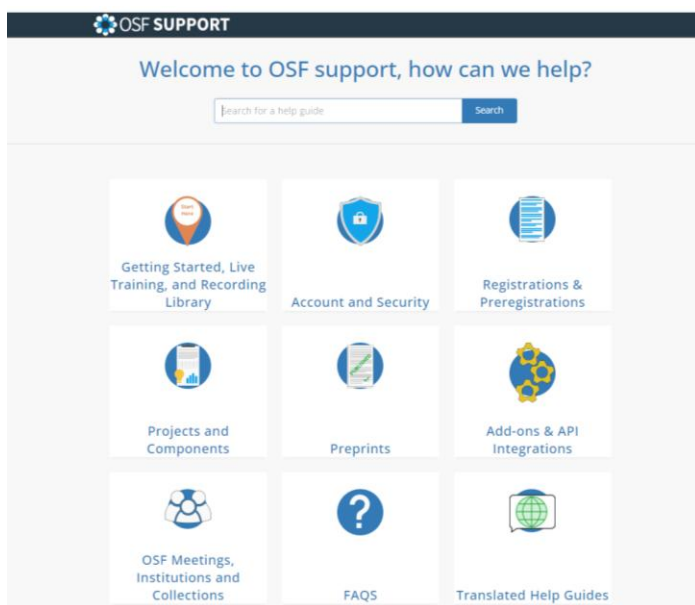 OSF SUPPORT
Welcome to OSF support, how can we help?
Search for a help guide
Search
Start
Here
Getting Started, Live
Training, and Recording
Library
Account and Security
Registrations &
Preregistrations
Projects and
Components
Preprints
Add-ons & API
Integrations
OSF Meetings,
Institutions and
Collections
?
FAQS
Translated Help Guides